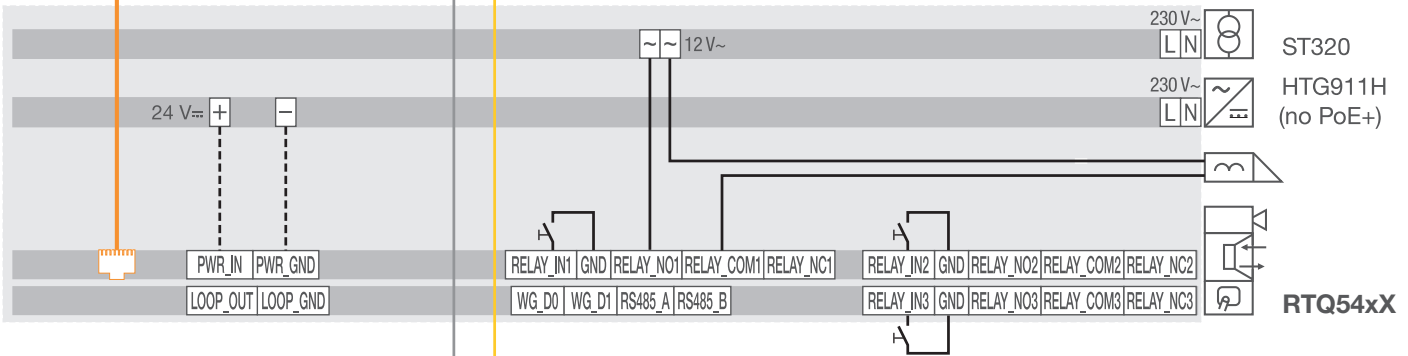 230 V~
L N
ST320
~ ~ 12 V~
230 V~
L N
HTG911H
(no PoE+)
24 V⎓ + −
PWR_IN PWR_GND RELAY_IN1 GND RELAY_NO1 RELAY_COM1 RELAY_NC1 RELAY_IN2 GND RELAY_NO2 RELAY_COM2 RELAY_NC2
LOOP_OUT LOOP_GND WG_D0 WG_D1 RS485_A RS485_B RELAY_IN3 GND RELAY_NO3 RELAY_COM3 RELAY_NC3
RTQ54xX